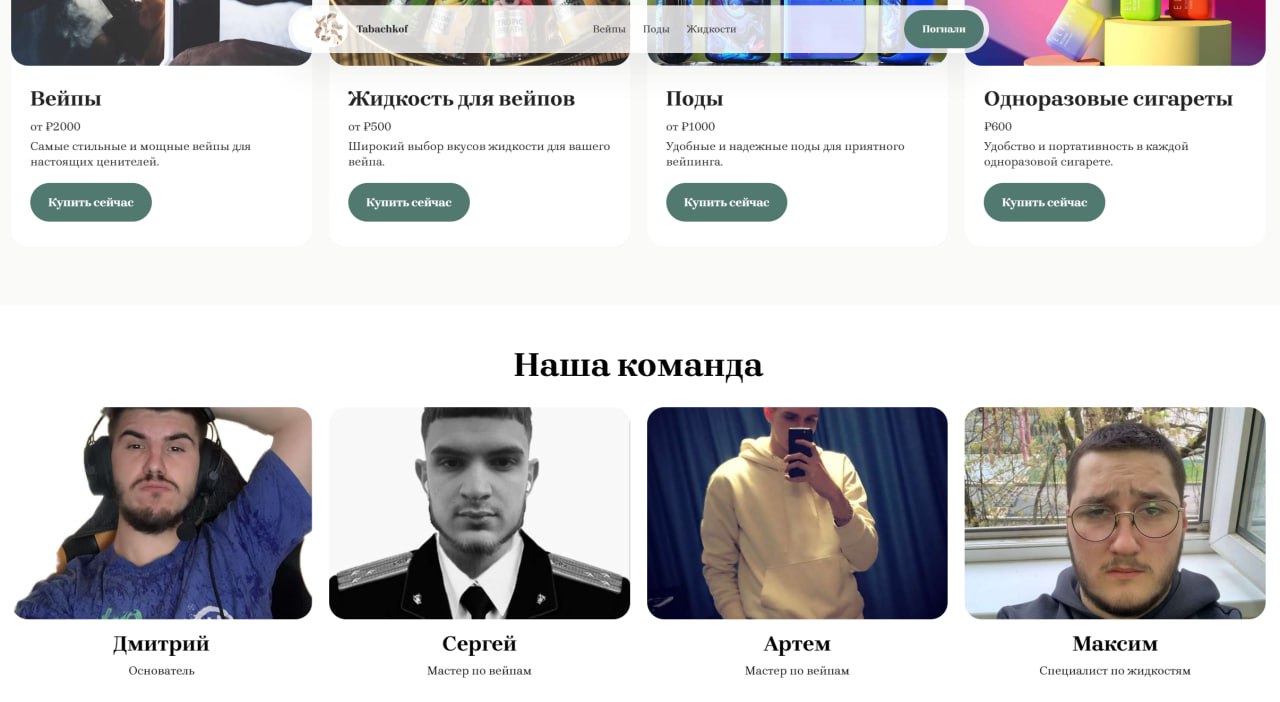 Tabachkof
Вейпы
Поды
Жидкости
Погнали
Вейпы
от ₽2000
Самые стильные и мощные вейпы для
настоящих ценителей.
Купить сейчас
Жидкость для вейпов
от ₽500
Широкий выбор вкусов жидкости для вашего
вейпа.
Купить сейчас
Поды
от ₽1000
Удобные и надежные поды для приятного
вейпинга.
Купить сейчас
Одноразовые сигареты
₽600
Удобство и портативность в каждой
одноразовой сигарете.
Купить сейчас
Наша команда
Дмитрий
Основатель
Сергей
Мастер по вейпам
Артем
Мастер по вейпам
Максим
Специалист по жидкостям